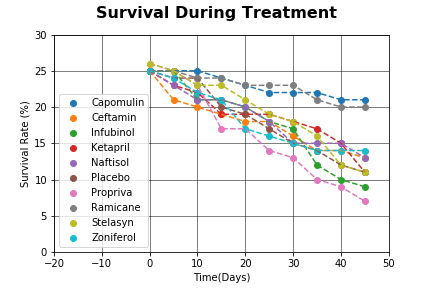 Survival During Treatment
30
25
20
15
10
5
0
Survival Rate (%)
Capomulin
Ceftamin
Infubinol
Ketapril
Naftisol
Placebo
Propriva
Ramicane
Stelasyn
Zoniferol
−20 −10 0 10 20 30 40 50
Time(Days)